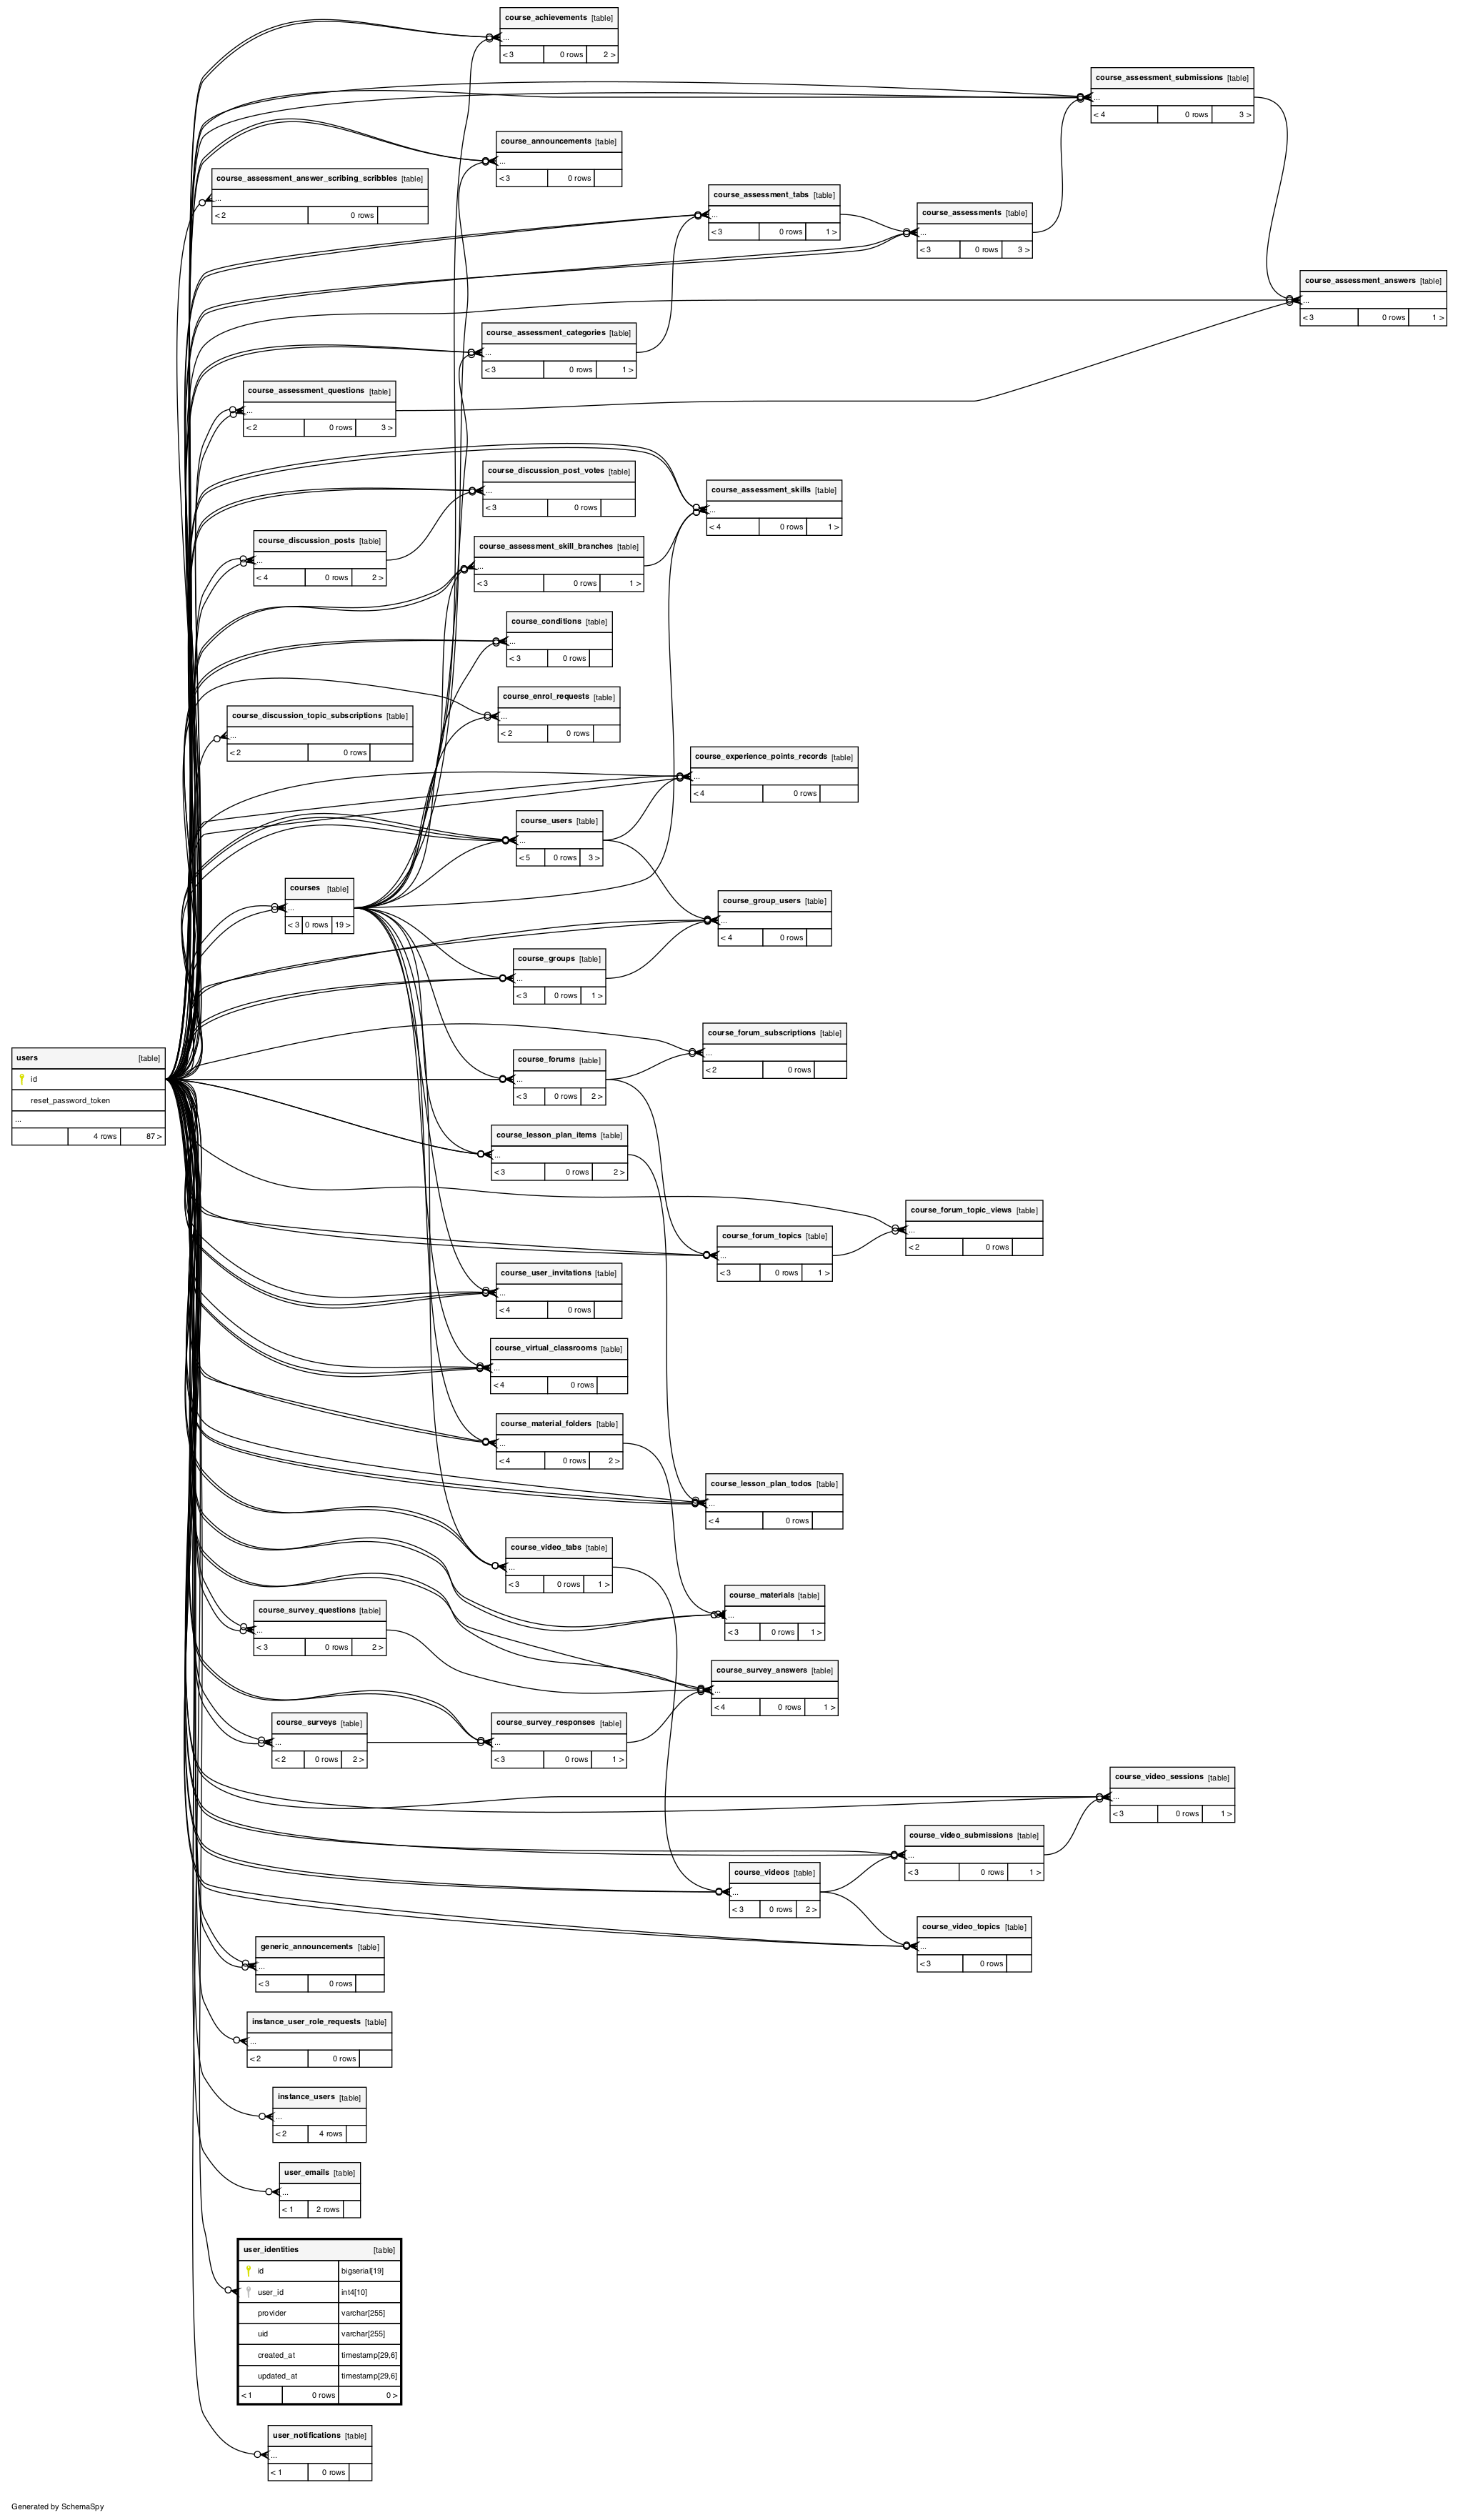 course_achievements [table]
...
< 3 0 rows 2 >
course_assessment_submissions [table]
...
< 4 0 rows 3 >
course_announcements [table]
...
< 3 0 rows
course_assessment_answer_scribing_scribbles [table]
...
< 2 0 rows
course_assessment_tabs [table]
...
< 3 0 rows 1 >
course_assessments [table]
...
< 3 0 rows 3 >
course_assessment_answers [table]
...
< 3 0 rows 1 >
course_assessment_categories [table]
...
< 3 0 rows 1 >
course_assessment_questions [table]
...
< 2 0 rows 3 >
course_discussion_post_votes [table]
...
< 3 0 rows
course_assessment_skills [table]
...
< 4 0 rows 1 >
course_discussion_posts [table]
...
< 4 0 rows 2 >
course_assessment_skill_branches [table]
...
< 3 0 rows 1 >
course_conditions [table]
...
< 3 0 rows
course_enrol_requests [table]
...
< 2 0 rows
course_discussion_topic_subscriptions [table]
...
< 2 0 rows
course_experience_points_records [table]
...
< 4 0 rows
course_users [table]
...
< 5 0 rows 3 >
courses [table]
...
< 3 0 rows 19 >
course_group_users [table]
...
< 4 0 rows
course_groups [table]
...
< 3 0 rows 1 >
course_forum_subscriptions [table]
...
< 2 0 rows
users [table]
id
reset_password_token
...
4 rows 87 >
course_forums [table]
...
< 3 0 rows 2 >
course_lesson_plan_items [table]
...
< 3 0 rows 2 >
course_forum_topic_views [table]
...
< 2 0 rows
course_forum_topics [table]
...
< 3 0 rows 1 >
course_user_invitations [table]
...
< 4 0 rows
course_virtual_classrooms [table]
...
< 4 0 rows
course_material_folders [table]
...
< 4 0 rows 2 >
course_lesson_plan_todos [table]
...
< 4 0 rows
course_video_tabs [table]
...
< 3 0 rows 1 >
course_materials [table]
...
< 3 0 rows 1 >
course_survey_questions [table]
...
< 3 0 rows 2 >
course_survey_answers [table]
...
< 4 0 rows 1 >
course_surveys [table]
...
< 2 0 rows 2 >
course_survey_responses [table]
...
< 3 0 rows 1 >
course_video_sessions [table]
...
< 3 0 rows 1 >
course_video_submissions [table]
...
< 3 0 rows 1 >
course_videos [table]
...
< 3 0 rows 2 >
course_video_topics [table]
...
< 3 0 rows
generic_announcements [table]
...
< 3 0 rows
instance_user_role_requests [table]
...
< 2 0 rows
instance_users [table]
...
< 2 4 rows
user_emails [table]
...
< 1 2 rows
user_identities [table]
id bigserial[19]
user_id int4[10]
provider varchar[255]
uid varchar[255]
created_at timestamp[29,6]
updated_at timestamp[29,6]
< 1 0 rows 0 >
user_notifications [table]
...
< 1 0 rows
Generated by SchemaSpy